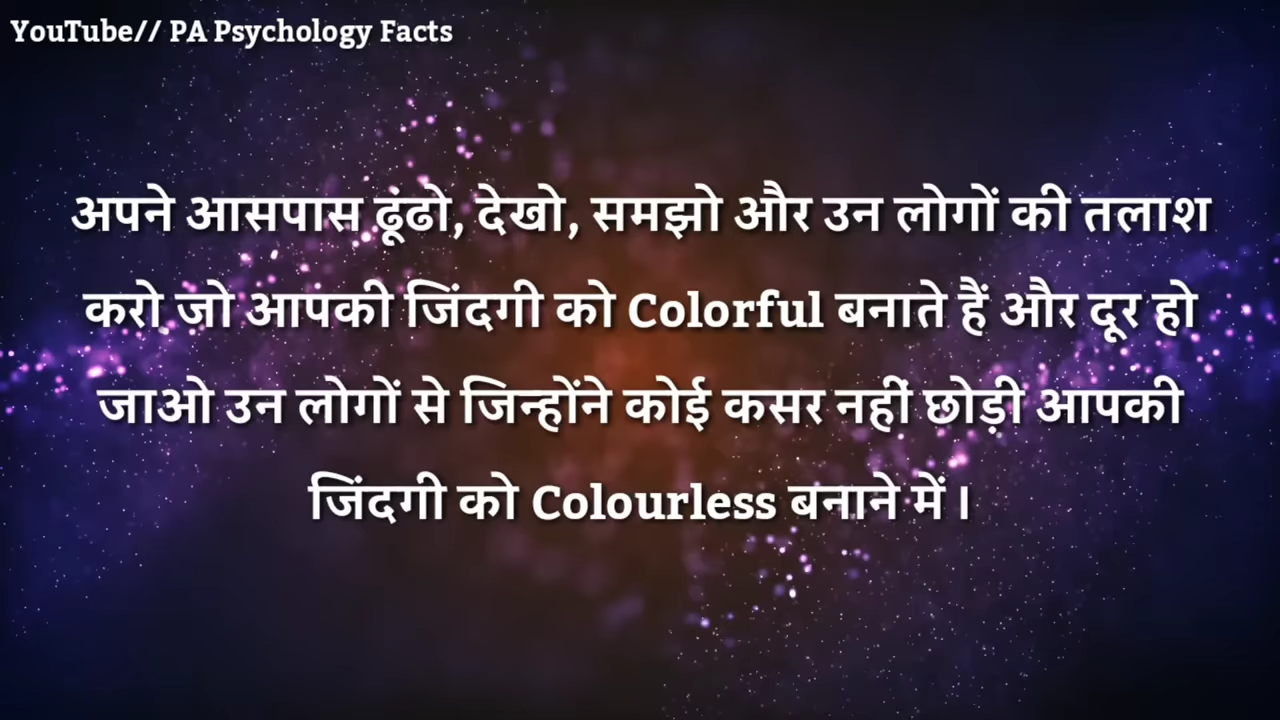 YouTube// PA Psychology Facts
अपने आसपास ढूंढो, देखो, समझो और उन लोगों की तलाश
करो जो आपकी जिंदगी को Colorful बनाते हैं और दूर हो
जाओ उन लोगों से जिन्होंने कोई कसर नहीं छोड़ी आपकी
जिंदगी को Colourless बनाने में ।